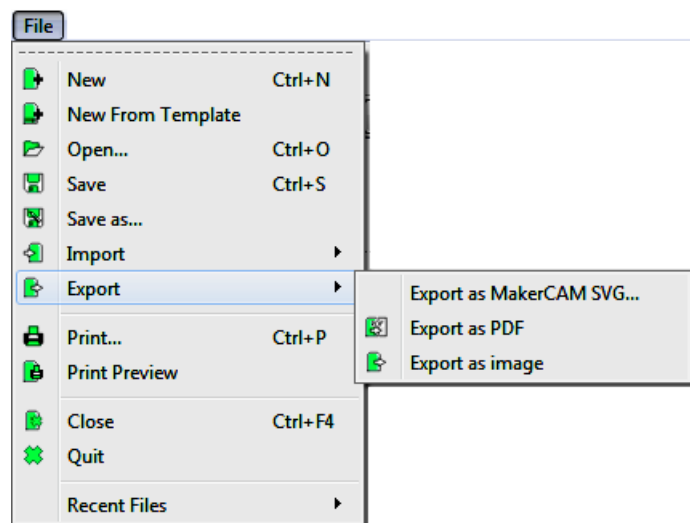 File
New Ctrl+N
New From Template
Open... Ctrl+O
Save Ctrl+S
Save as...
Import
Export
Export as MakerCAM SVG...
Export as PDF
Export as image
Print... Ctrl+P
Print Preview
Close Ctrl+F4
Quit
Recent Files